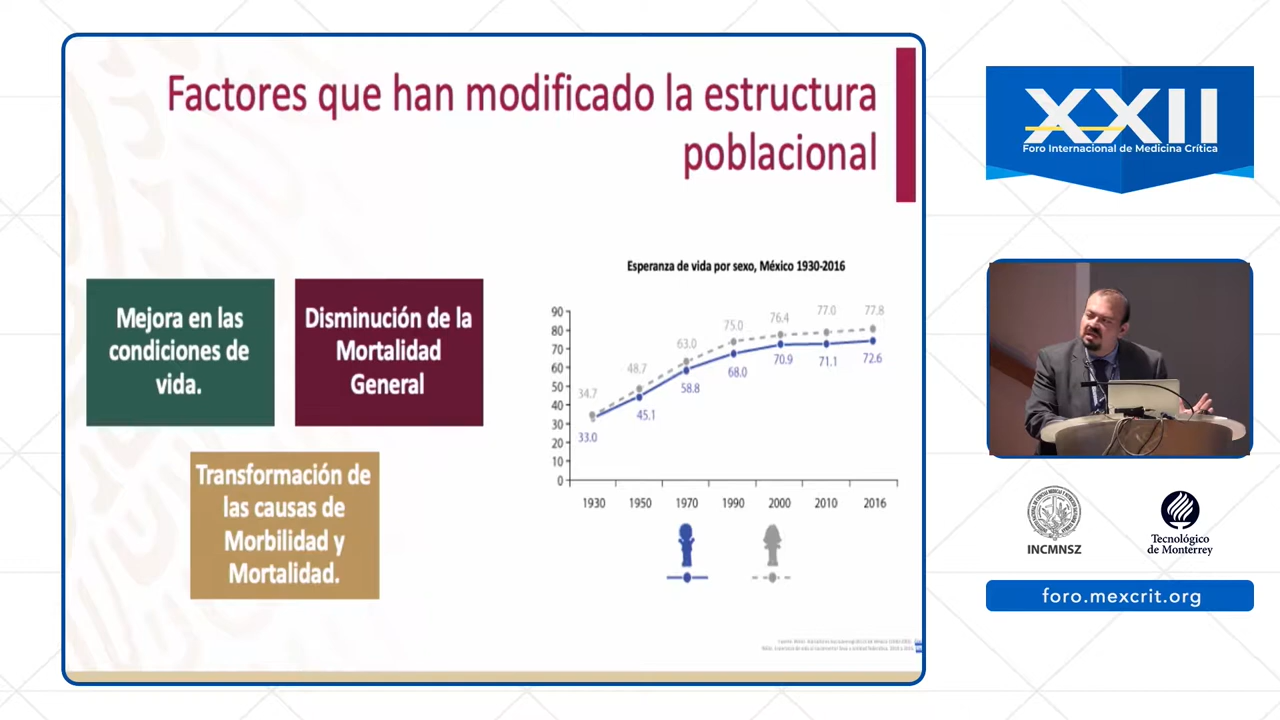 Factores que han modificado la estructura
poblacional
Mejora en las
condiciones de
vida.
Disminución de la
Mortalidad
General
Transformación de
las causas de
Morbilidad y
Mortalidad.
Esperanza de vida por sexo, México 1930-2016
90
80
70
60
50
40
30
20
10
0
34.7
48.7
63.0
75.0
76.4
77.0
77.8
33.0
45.1
58.8
68.0
70.9
71.1
72.6
1930
1950
1970
1990
2000
2010
2016
XXII
Foro Internacional de Medicina Crítica
INCMNSZ
Tecnológico
de Monterrey
foro.mexcrit.org